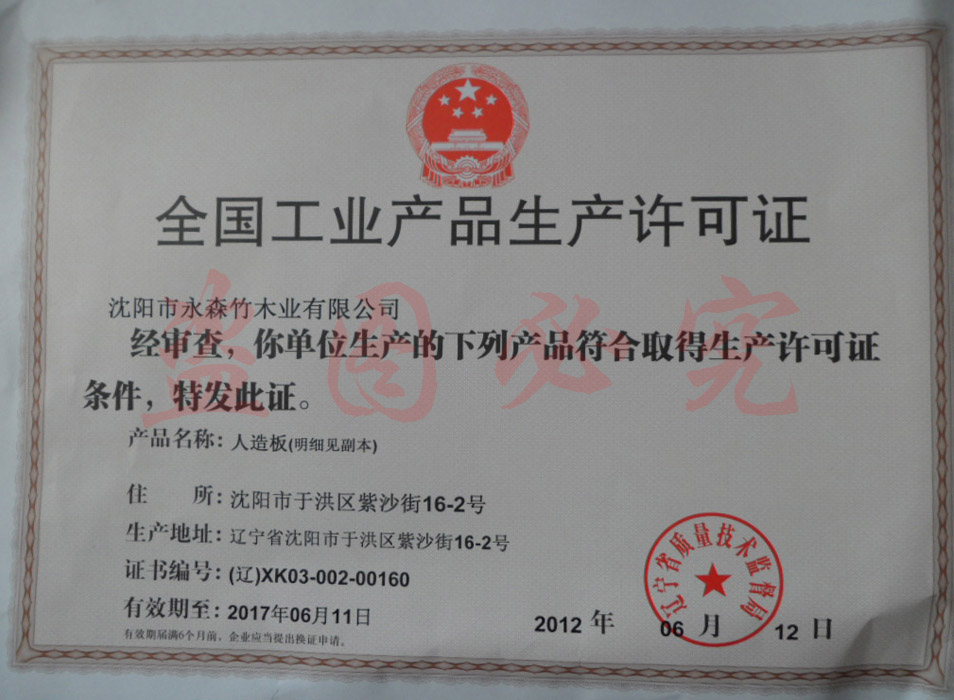 全国工业产品生产许可证
沈阳市永森竹木业有限公司
经审查，你单位生产的下列产品符合取得生产许可证
条件，特发此证。
盗图必究
产品名称：人造板(明细见副本)
住 所：沈阳市于洪区紫沙街16-2号
生产地址：辽宁省沈阳市于洪区紫沙街16-2号
证书编号：(辽)XK03-002-00160
有效期至：2017年06月11日
有效期届满6个月前，企业应当提出换证申请。
辽宁省质量技术监督局
2012 年 06 月 12 日